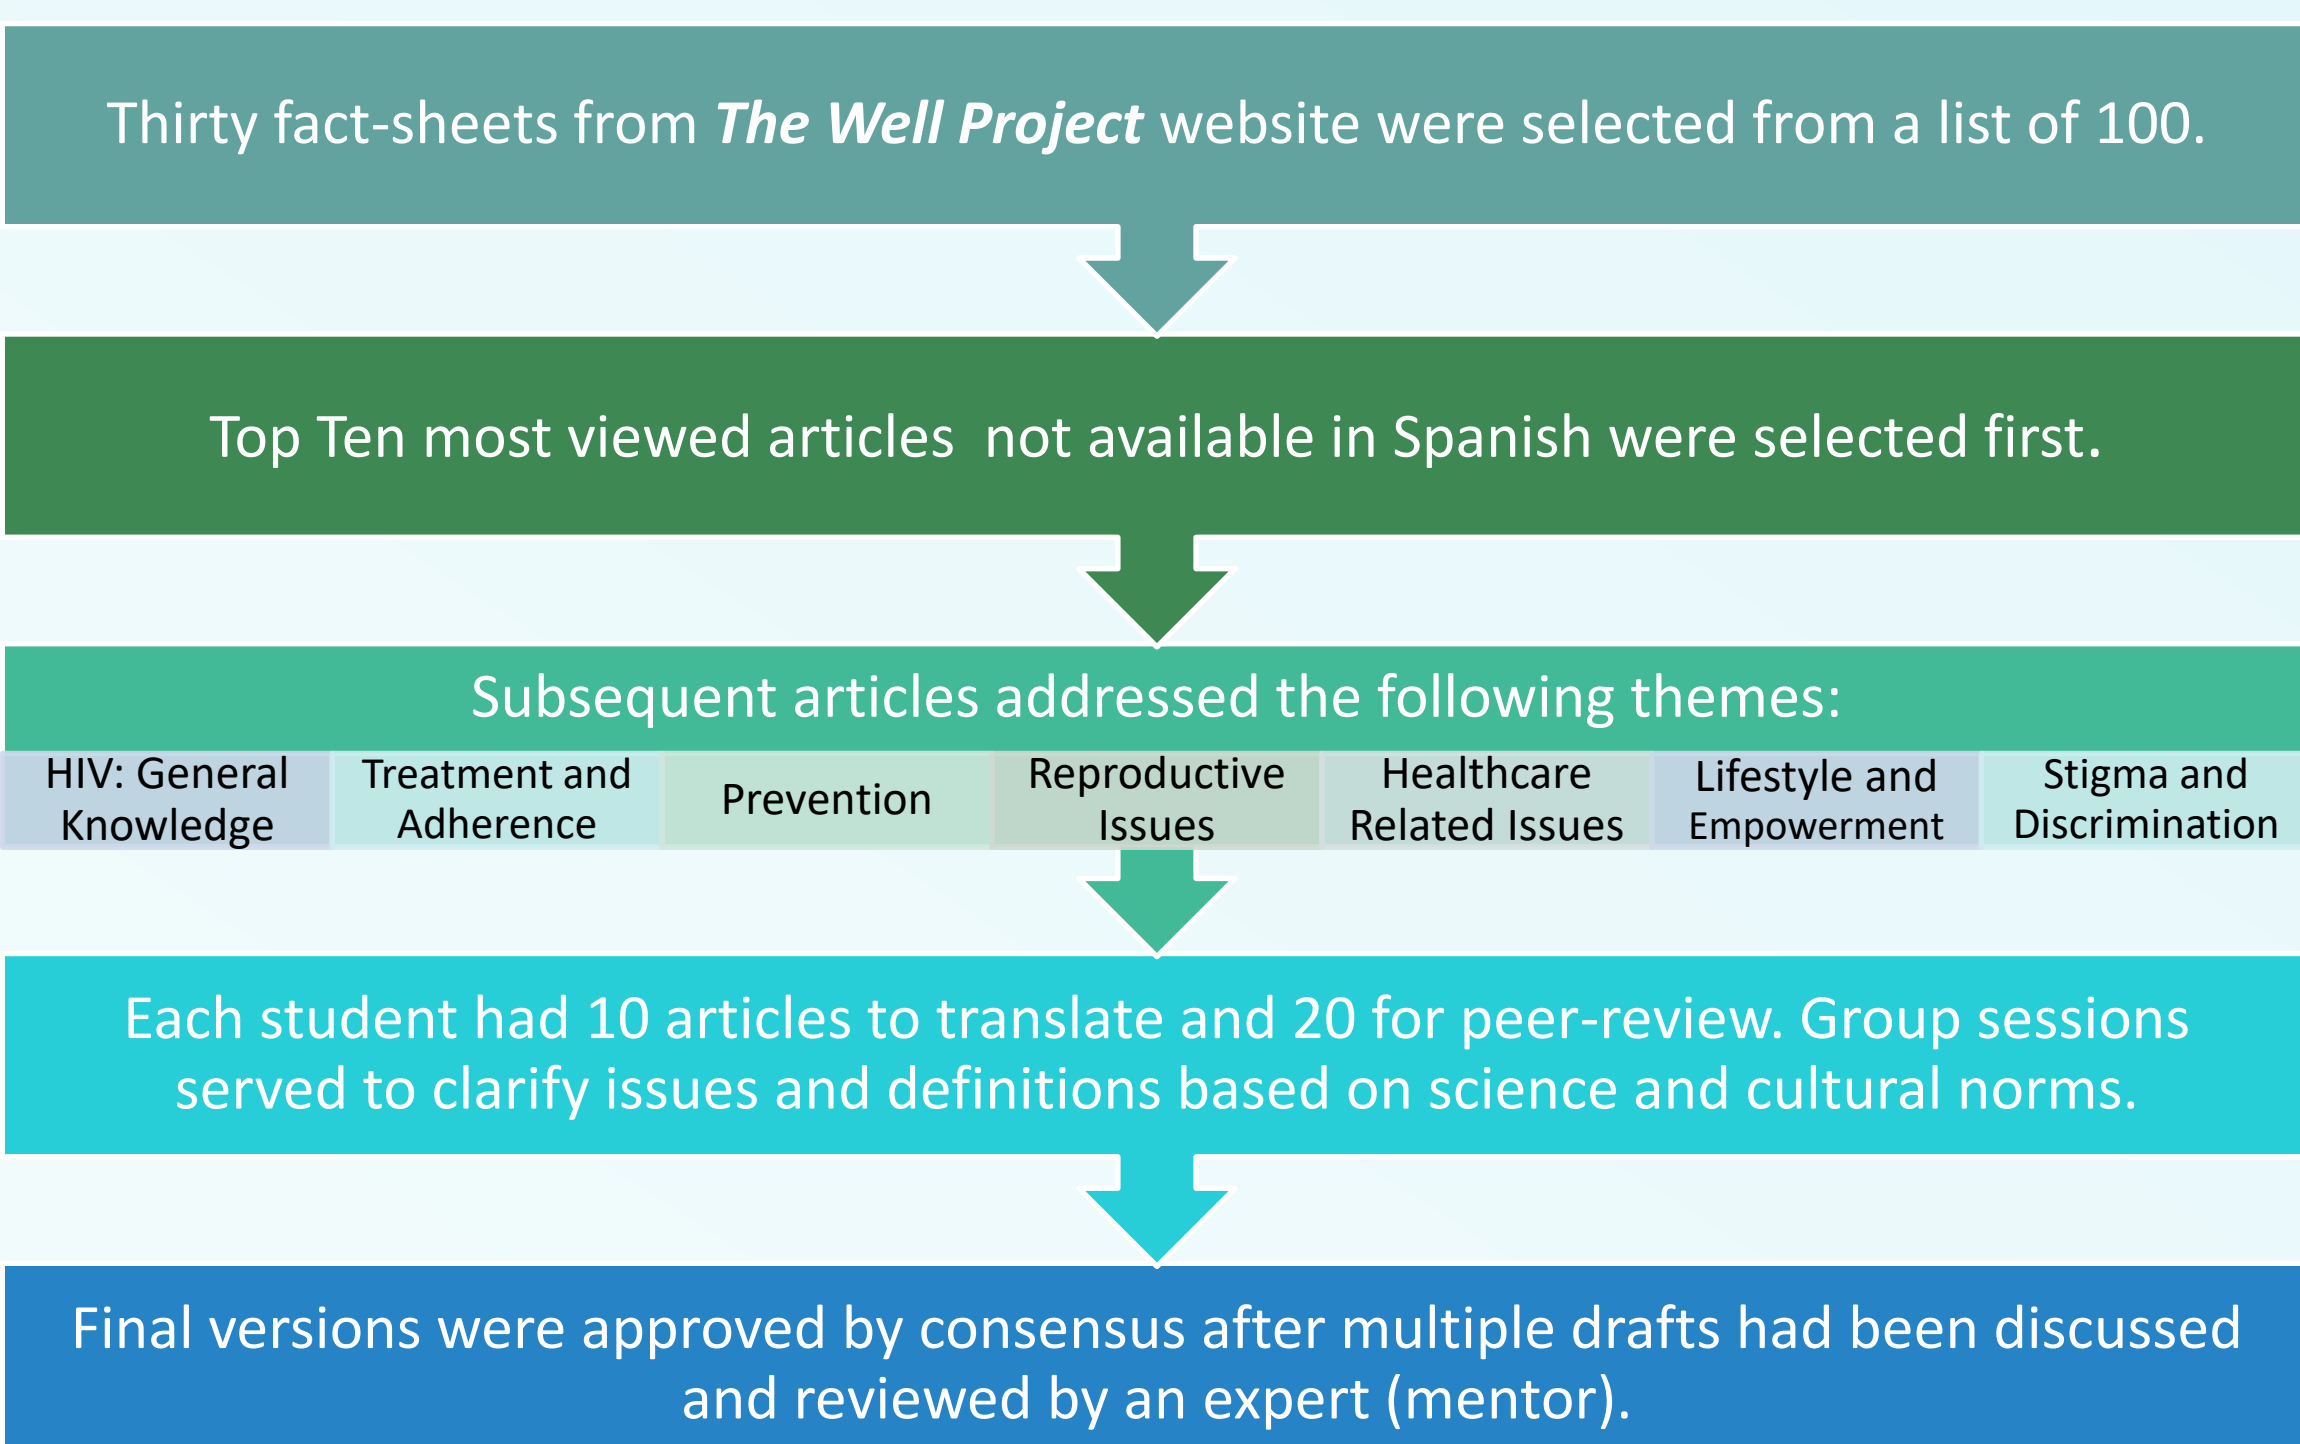 Thirty fact-sheets from The Well Project website were selected from a list of 100.
Top Ten most viewed articles  not available in Spanish were selected first.
Subsequent articles addressed the following themes:
HIV: General
Knowledge
Treatment and
Adherence
Prevention
Reproductive
Issues
Healthcare
Related Issues
Lifestyle and
Empowerment
Stigma and
Discrimination
Each student had 10 articles to translate and 20 for peer-review. Group sessions
served to clarify issues and definitions based on science and cultural norms.
Final versions were approved by consensus after multiple drafts had been discussed
and reviewed by an expert (mentor).